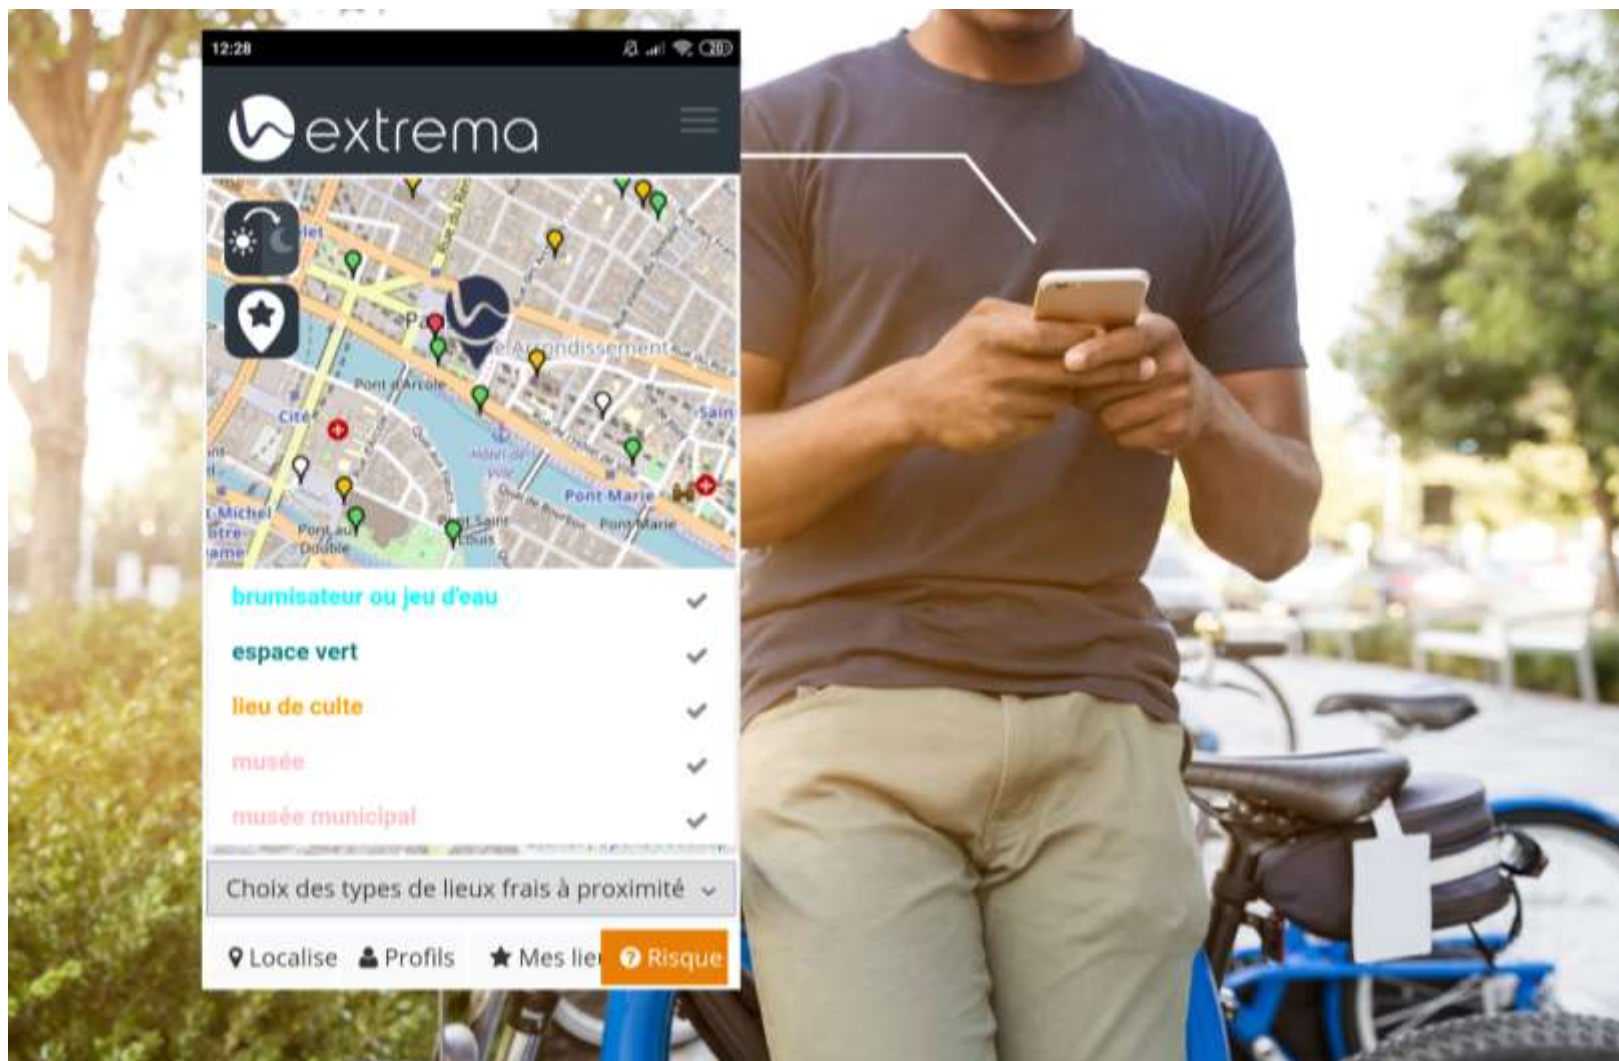 12:28
20
extrema
Pont d'Arcole
Cité
Pont Marie
Pont Marie
Pont au
Double
brumisateur ou jeu d'eau
espace vert
lieu de culte
musée
musée municipal
Choix des types de lieux frais à proximité
Localise Profils Mes lie Risque